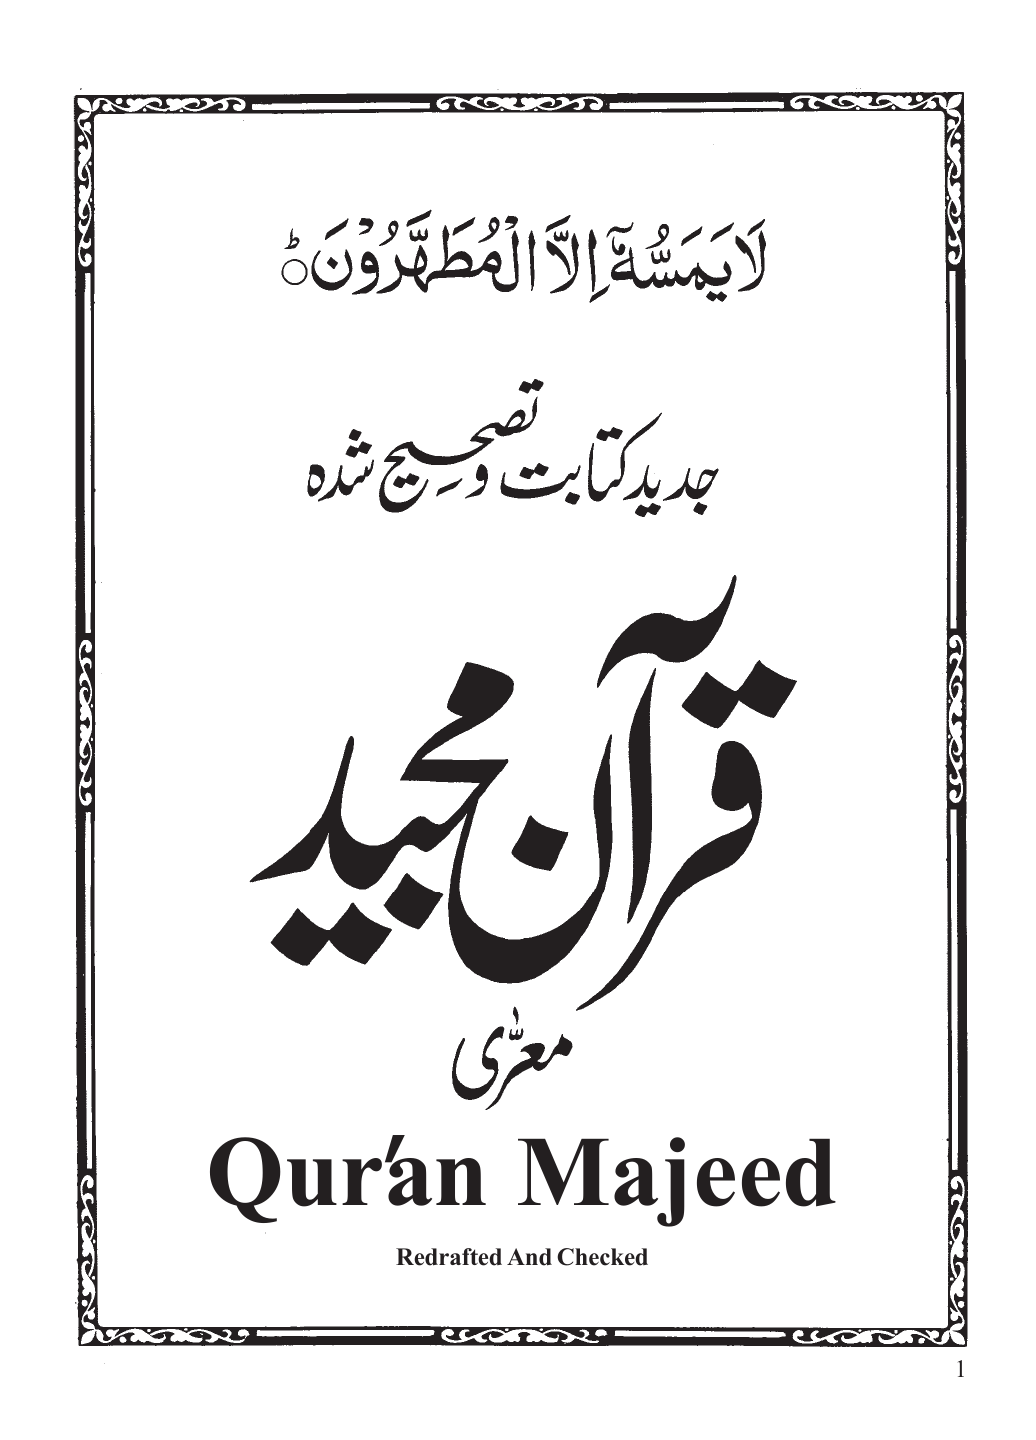 لَا يَمَسُّهٗٓ اِلَّا الْمُطَهَّرُوْنَ ؕ
جدید کتابت و تصحیحِ شدہ
قرآن مجید
معرّٰی
Qur'an Majeed
Redrafted And Checked
1